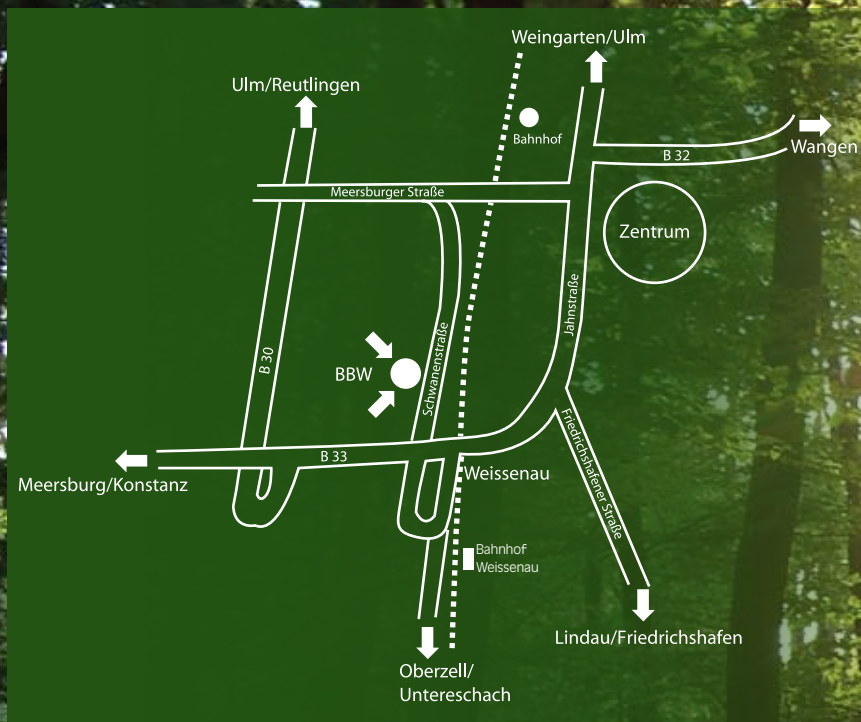 Weingarten/Ulm
Ulm/Reutlingen
Bahnhof
Wangen
B 32
Meersburger Straße
Zentrum
Jahnstraße
B 30
BBW
Schwanenstraße
Friedrichshafener Straße
B 33
Weissenau
Meersburg/Konstanz
Bahnhof
Weissenau
Lindau/Friedrichshafen
Oberzell/
Untereschach